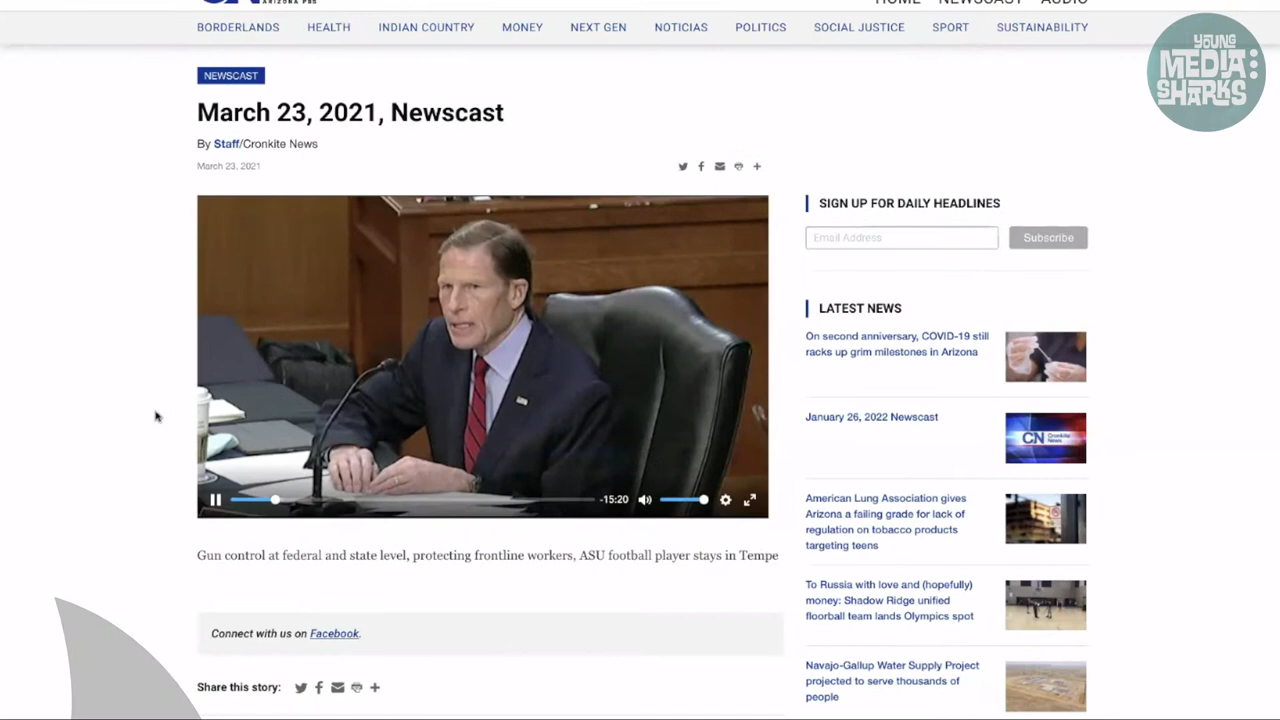 ARIZONA PBS
HOME NEWSCAST AUDIO
BORDERLANDS HEALTH INDIAN COUNTRY MONEY NEXT GEN NOTICIAS POLITICS SOCIAL JUSTICE SPORT SUSTAINABILITY
YOUNG
MEDIA
SHARKS
NEWSCAST
March 23, 2021, Newscast
By Staff/Cronkite News
March 23, 2021
-15:20
Gun control at federal and state level, protecting frontline workers, ASU football player stays in Tempe
Connect with us on Facebook.
Share this story:
SIGN UP FOR DAILY HEADLINES
Email Address Subscribe
LATEST NEWS
On second anniversary, COVID-19 still
racks up grim milestones in Arizona
January 26, 2022 Newscast
CN Cronkite
News
American Lung Association gives
Arizona a failing grade for lack of
regulation on tobacco products
targeting teens
To Russia with love and (hopefully)
money: Shadow Ridge unified
floorball team lands Olympics spot
Navajo-Gallup Water Supply Project
projected to serve thousands of
people